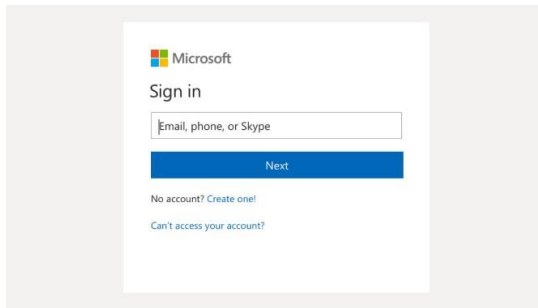 Microsoft
Sign in
Email, phone, or Skype
Next
No account? Create one!
Can't access your account?